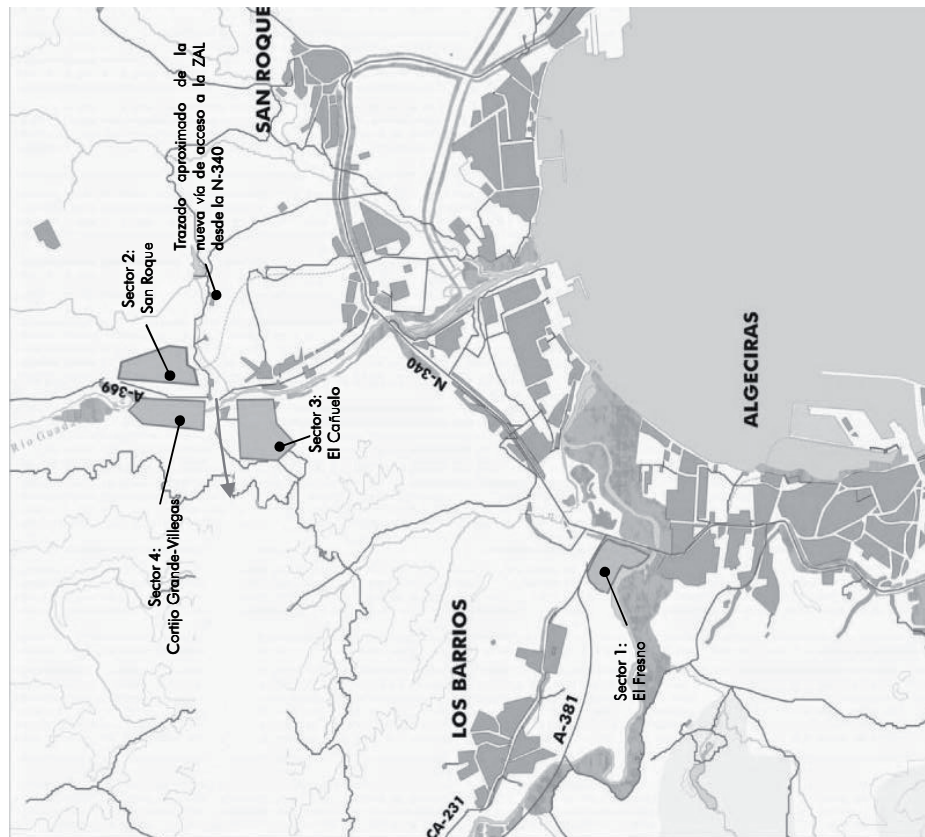 SAN ROQUE
Trazado aproximado de la
nueva vía de acceso a la ZAL
desde la N-340
Sector 2:
San Roque
A-369
Sector 3:
El Cañuelo
Sector 4:
Cortijo Grande-Villegas
N-340
ALGECIRAS
LOS BARRIOS
Sector 1:
El Fresno
A-381
CA-231